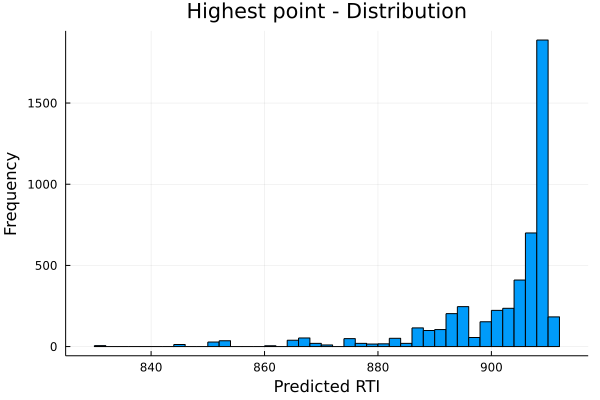 Highest point - Distribution
1500
1000
500
0
Frequency
840 860 880 900
Predicted RTI